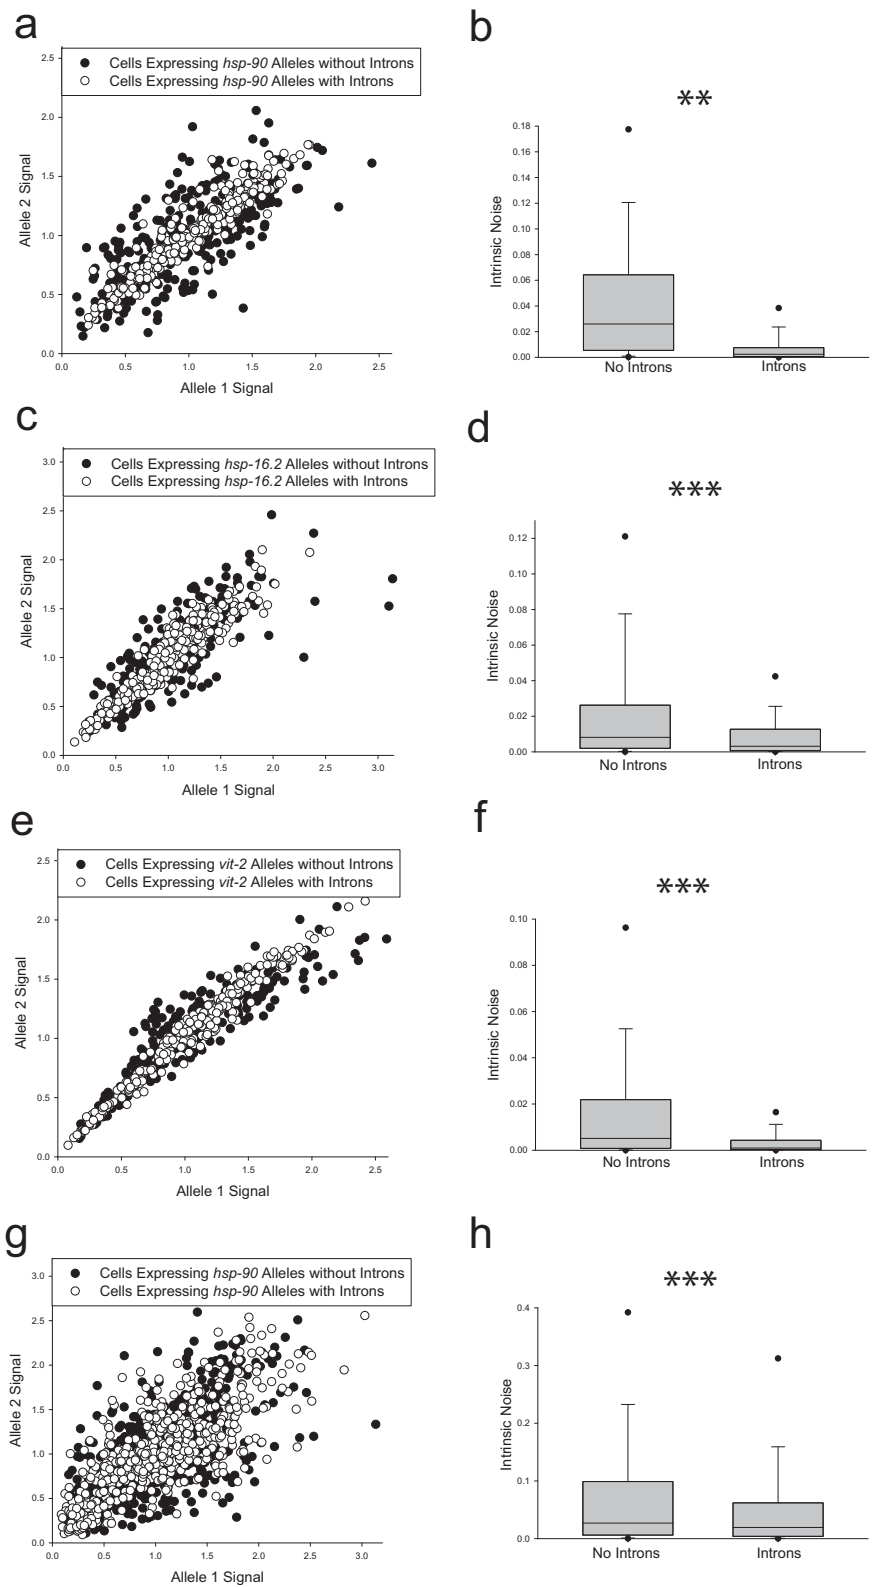 a
Cells Expressing hsp-90 Alleles without Introns
Cells Expressing hsp-90 Alleles with Introns
2.5
2.0
1.5
1.0
0.5
0.0
Allele 2 Signal
0.0 0.5 1.0 1.5 2.0 2.5
Allele 1 Signal
b
**
0.18
0.16
0.14
0.12
0.10
0.08
0.06
0.04
0.02
0.00
Intrinsic Noise
No Introns Introns
c
Cells Expressing hsp-16.2 Alleles without Introns
Cells Expressing hsp-16.2 Alleles with Introns
3.0
2.5
2.0
1.5
1.0
0.5
0.0
Allele 2 Signal
0.0 0.5 1.0 1.5 2.0 2.5 3.0
Allele 1 Signal
d
***
0.12
0.10
0.08
0.06
0.04
0.02
0.00
Intrinsic Noise
No Introns Introns
e
Cells Expressing vit-2 Alleles without Introns
Cells Expressing vit-2 Alleles with Introns
2.5
2.0
1.5
1.0
0.5
0.0
Allele 2 Signal
0.0 0.5 1.0 1.5 2.0 2.5
Allele 1 Signal
f
***
0.10
0.08
0.06
0.04
0.02
0.00
Intrinsic Noise
No Introns Introns
g
Cells Expressing hsp-90 Alleles without Introns
Cells Expressing hsp-90 Alleles with Introns
3.0
2.5
2.0
1.5
1.0
0.5
0.0
Allele 2 Signal
0.0 0.5 1.0 1.5 2.0 2.5 3.0
Allele 1 Signal
h
***
0.4
0.3
0.2
0.1
0.0
Intrinsic Noise
No Introns Introns